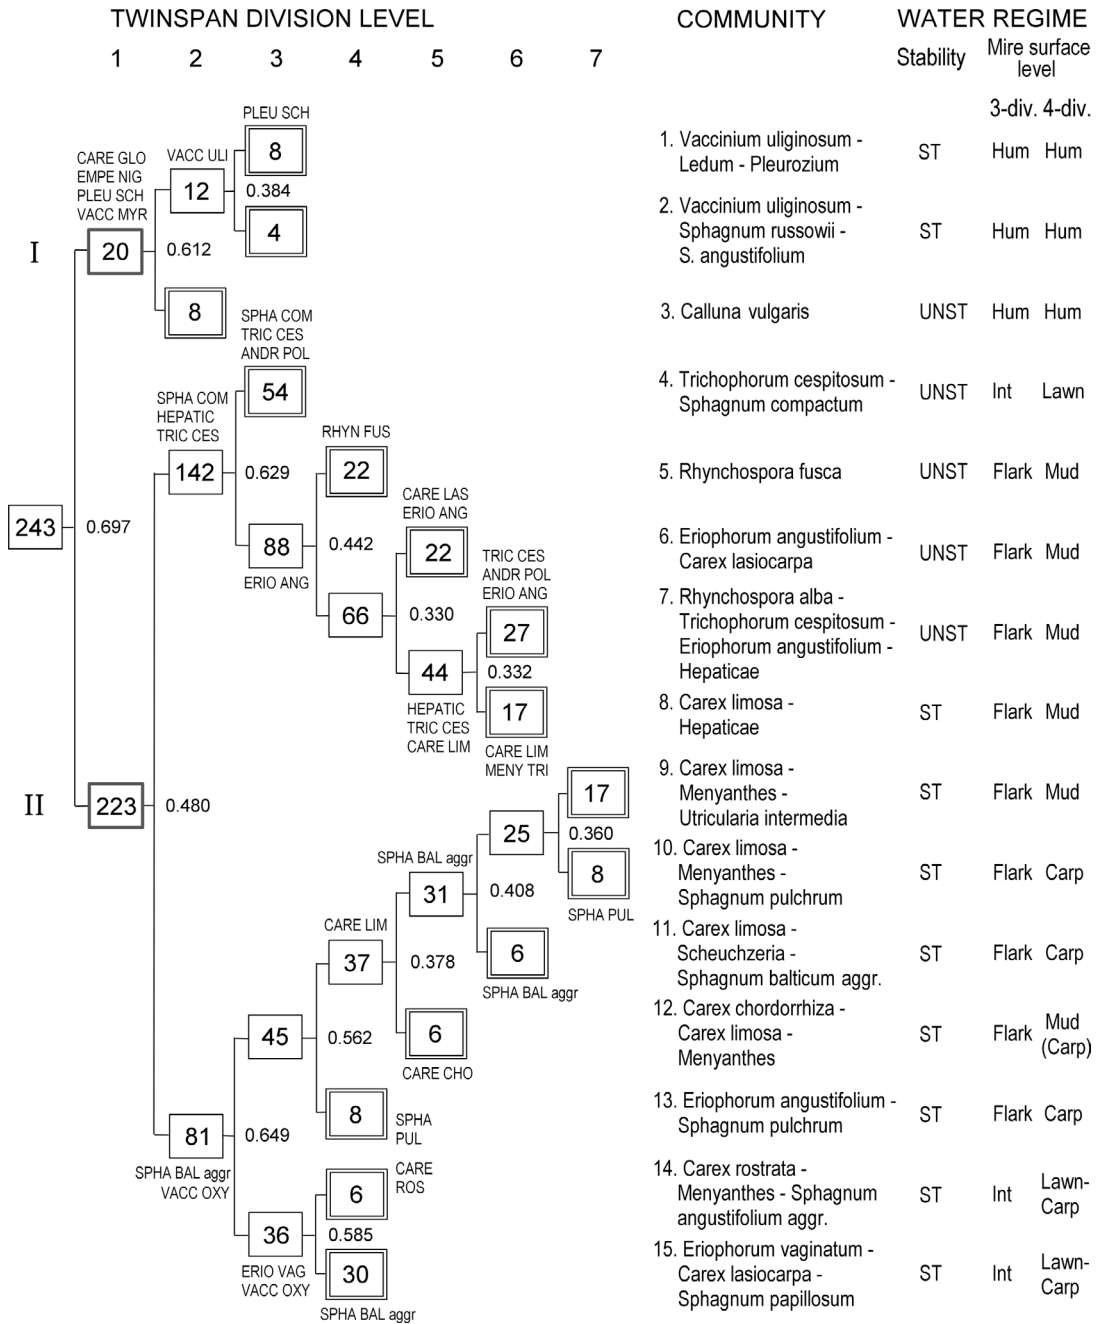 TWINSPAN DIVISION LEVEL
COMMUNITY
WATER REGIME
1 2 3 4 5 6 7
Stability
Mire surface
level
3-div. 4-div.
PLEU SCH
8
VACC ULI
12
0.384
4
CARE GLO
EMPE NIG
PLEU SCH
VACC MYR
I
20
0.612
8
SPHA COM
TRIC CES
ANDR POL
54
SPHA COM
HEPATIC
TRIC CES
142
0.629
RHYN FUS
22
243
0.697
88
ERIO ANG
0.442
CARE LAS
ERIO ANG
22
66
0.330
TRIC CES
ANDR POL
ERIO ANG
27
44
0.332
HEPATIC
TRIC CES
CARE LIM
17
CARE LIM
MENY TRI
II
223
0.480
17
25
0.360
8
SPHA PUL
SPHA BAL aggr
31
0.408
6
SPHA BAL aggr
CARE LIM
37
0.378
6
CARE CHO
45
0.562
8
SPHA
PUL
81
0.649
SPHA BAL aggr
VACC OXY
6
CARE
ROS
36
0.585
ERIO VAG
VACC OXY
30
SPHA BAL aggr
1. Vaccinium uliginosum -
Ledum - Pleurozium
ST Hum Hum
2. Vaccinium uliginosum -
Sphagnum russowii -
S. angustifolium
ST Hum Hum
3. Calluna vulgaris
UNST Hum Hum
4. Trichophorum cespitosum -
Sphagnum compactum
UNST Int Lawn
5. Rhynchospora fusca
UNST Flark Mud
6. Eriophorum angustifolium -
Carex lasiocarpa
UNST Flark Mud
7. Rhynchospora alba -
Trichophorum cespitosum -
Eriophorum angustifolium -
Hepaticae
UNST Flark Mud
8. Carex limosa -
Hepaticae
ST Flark Mud
9. Carex limosa -
Menyanthes -
Utricularia intermedia
ST Flark Mud
10. Carex limosa -
Menyanthes -
Sphagnum pulchrum
ST Flark Carp
11. Carex limosa -
Scheuchzeria -
Sphagnum balticum aggr.
ST Flark Carp
12. Carex chordorrhiza -
Carex limosa -
Menyanthes
ST Flark Mud
(Carp)
13. Eriophorum angustifolium -
Sphagnum pulchrum
ST Flark Carp
14. Carex rostrata -
Menyanthes - Sphagnum
angustifolium aggr.
ST Int Lawn-
Carp
15. Eriophorum vaginatum -
Carex lasiocarpa -
Sphagnum papillosum
ST Int Lawn-
Carp